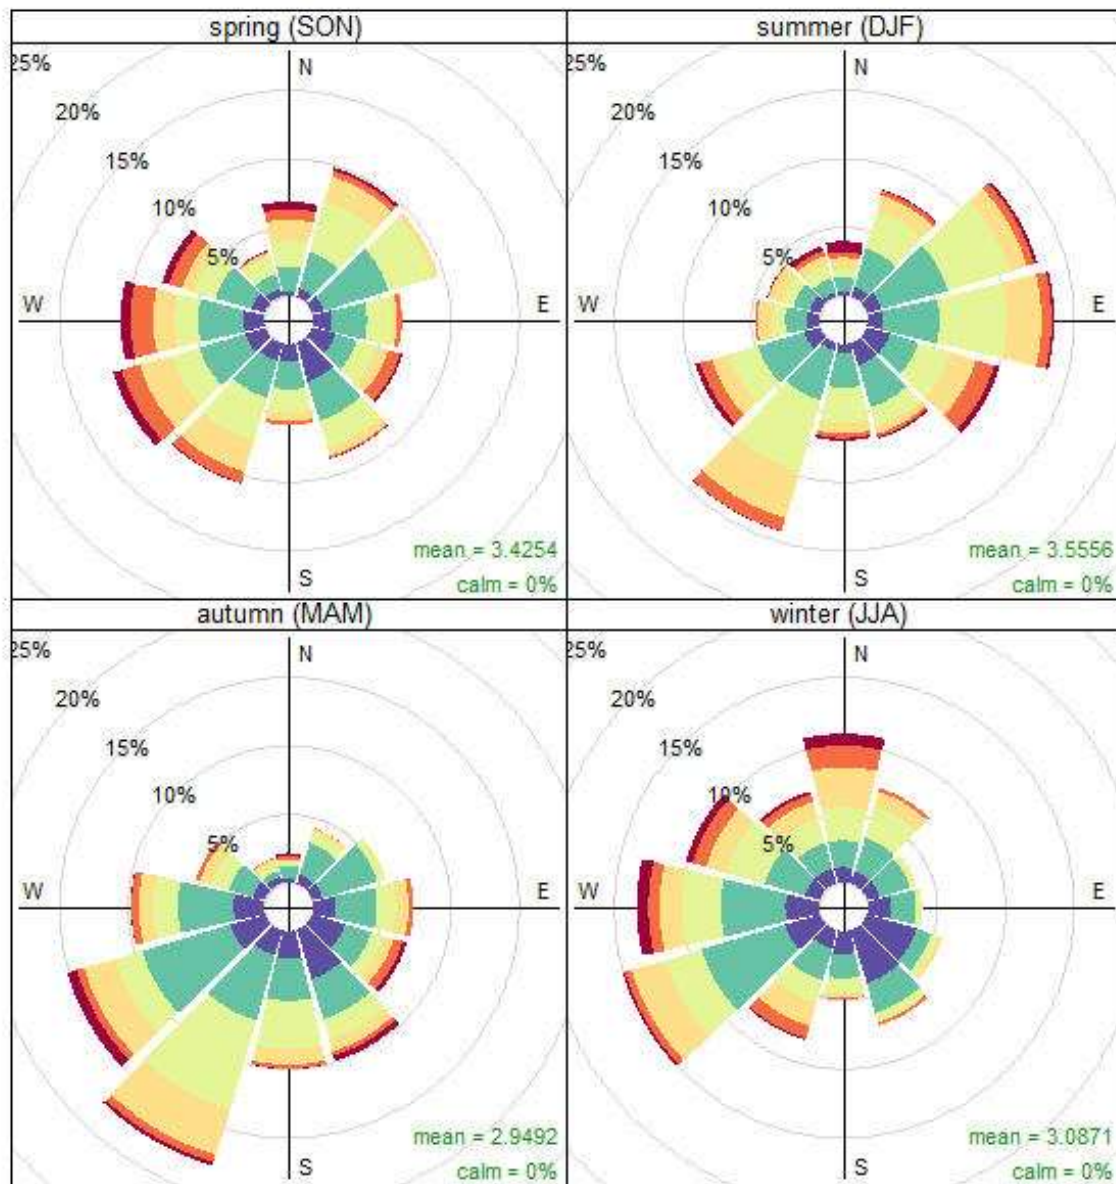 spring (SON)
25%
20%
15%
10%
5%
N
W
E
S
mean = 3.4254
calm = 0%
summer (DJF)
25%
20%
15%
10%
5%
N
W
E
S
mean = 3.5556
calm = 0%
autumn (MAM)
25%
20%
15%
10%
5%
N
W
E
S
mean = 2.9492
calm = 0%
winter (JJA)
25%
20%
15%
10%
5%
N
W
E
S
mean = 3.0871
calm = 0%